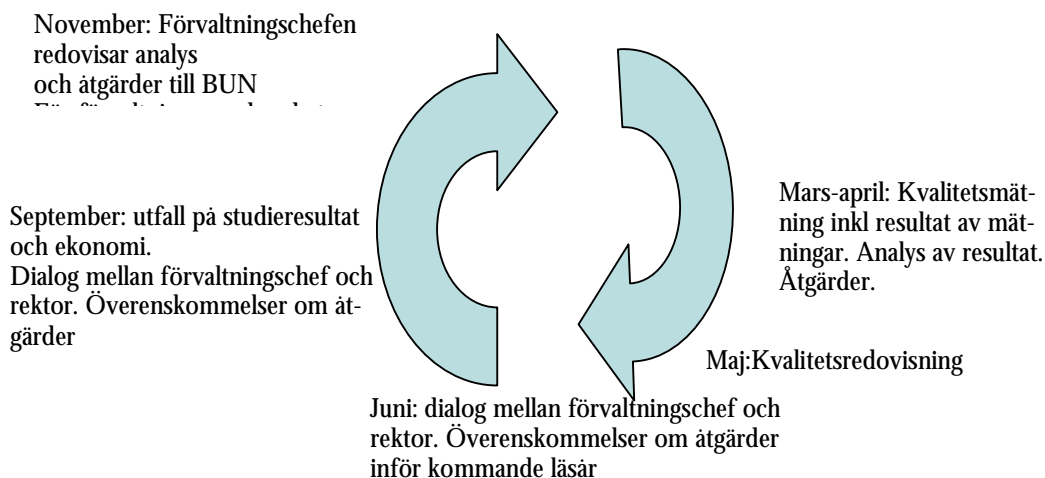 November: Förvaltningschefen
redovisar analys
och åtgärder till BUN
Mars-april: Kvalitetsmät-
ning inkl resultat av mät-
ningar. Analys av resultat.
Åtgärder.
Maj:Kvalitetsredovisning
Juni: dialog mellan förvaltningschef och
rektor. Överenskommelser om åtgärder
inför kommande läsår
September: utfall på studieresultat
och ekonomi.
Dialog mellan förvaltningschef och
rektor. Överenskommelser om åt-
gärder